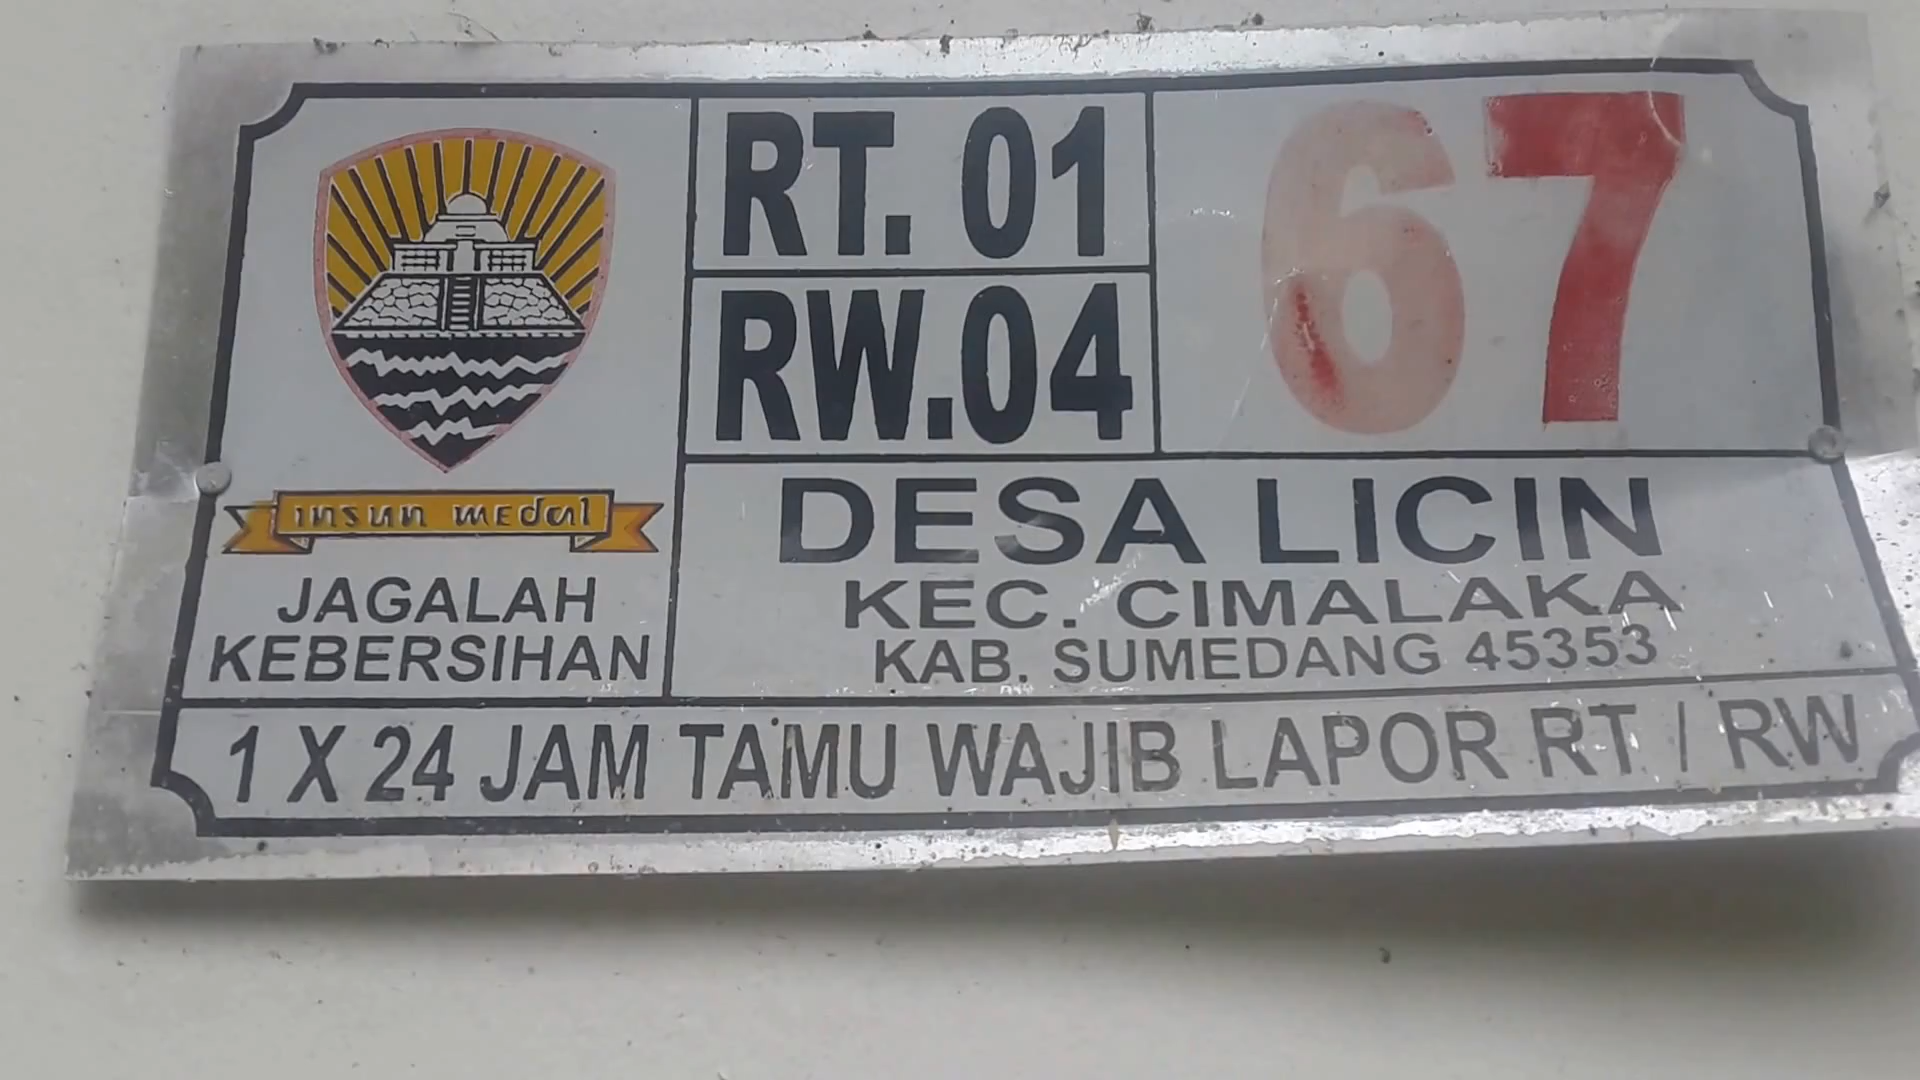 RT. 01
RW.04
67
insun medal
JAGALAH
KEBERSIHAN
DESA LICIN
KEC. CIMALAKA
KAB. SUMEDANG 45353
1 X 24 JAM TAMU WAJIB LAPOR RT / RW